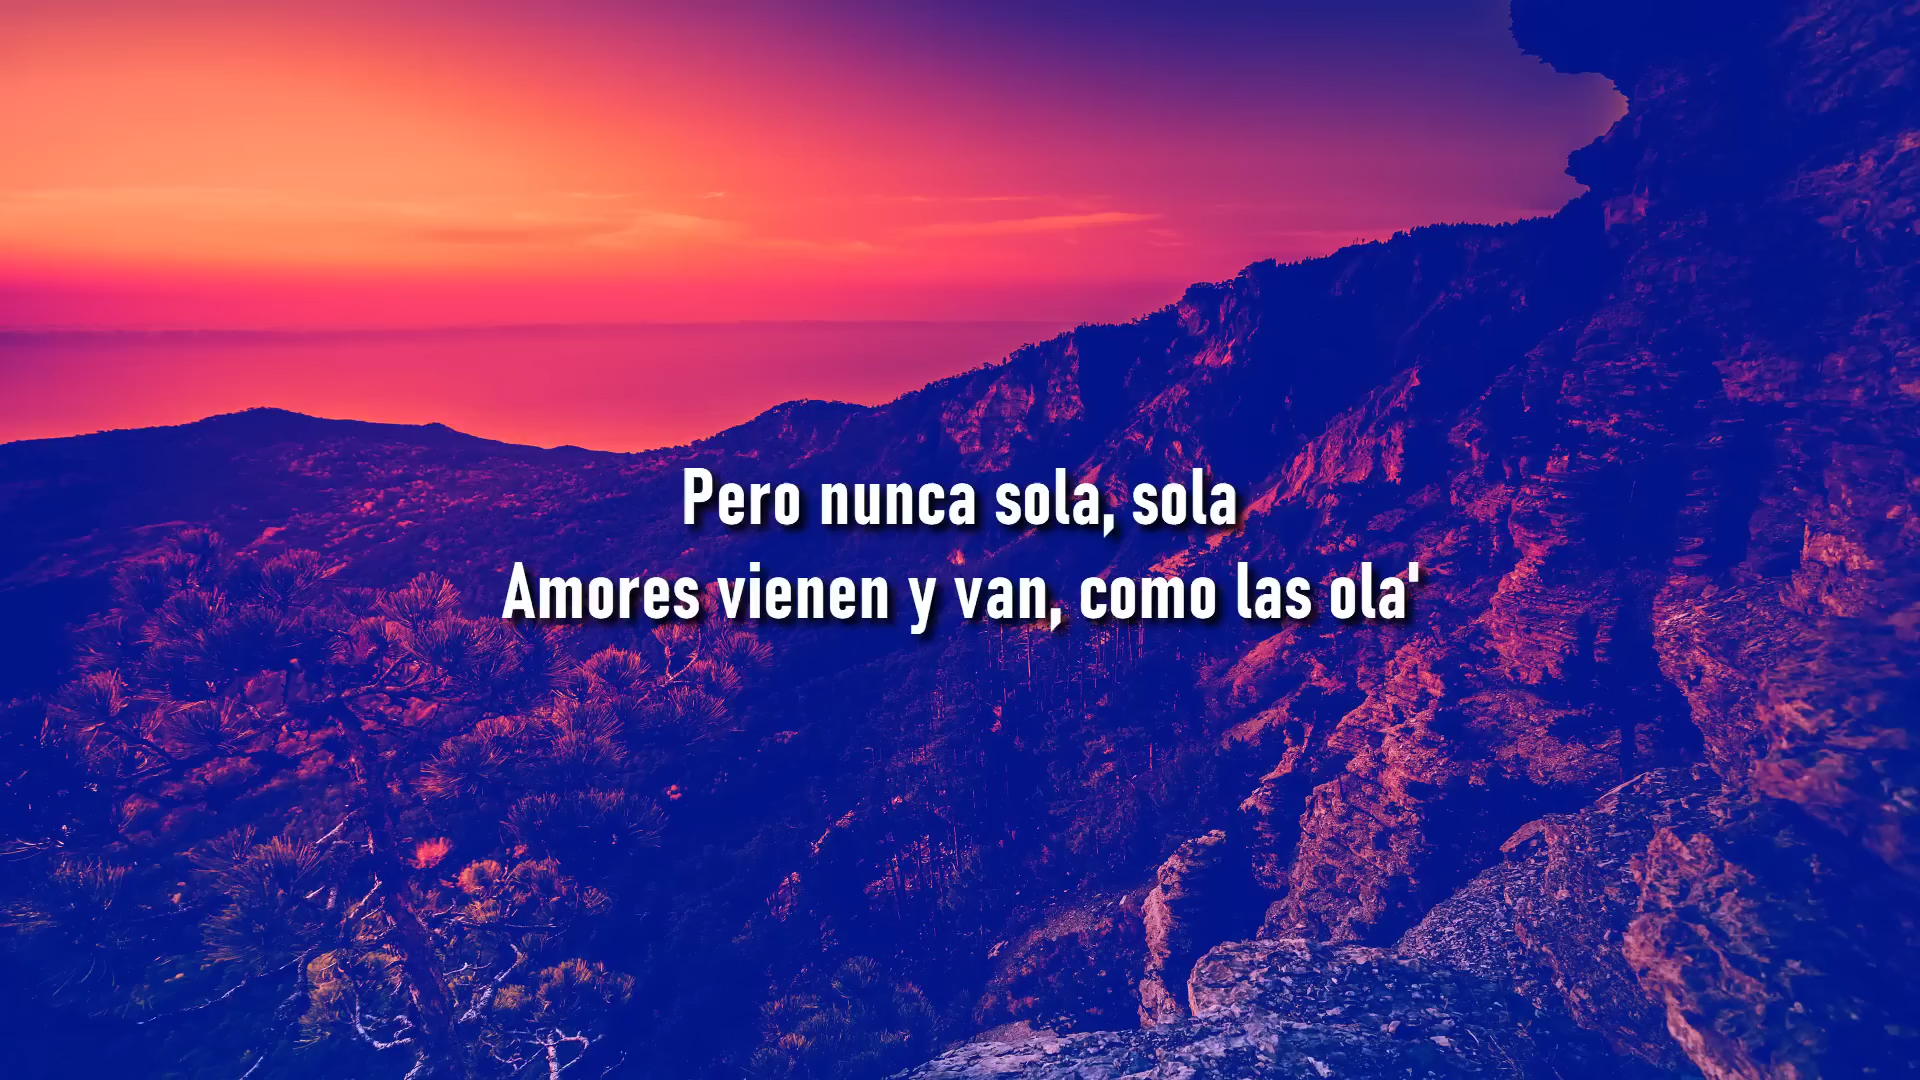 Pero nunca sola, sola
Amores vienen y van, como las ola'